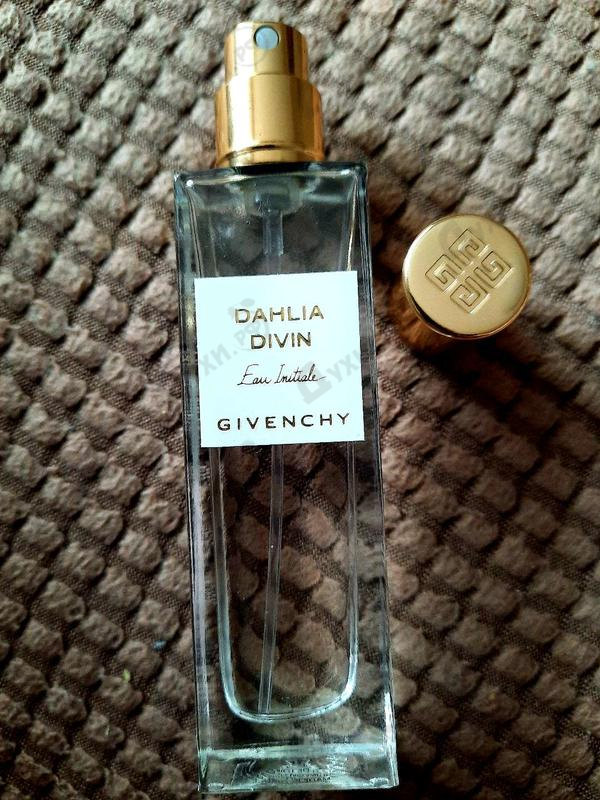 DAHLIA
DIVIN
Eau Initiale
GIVENCHY